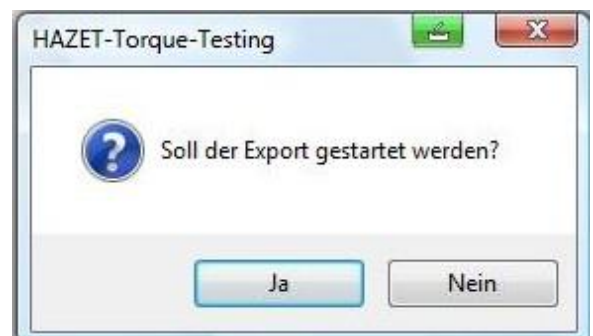 HAZET-Torque-Testing
Soll der Export gestartet werden?
Ja
Nein